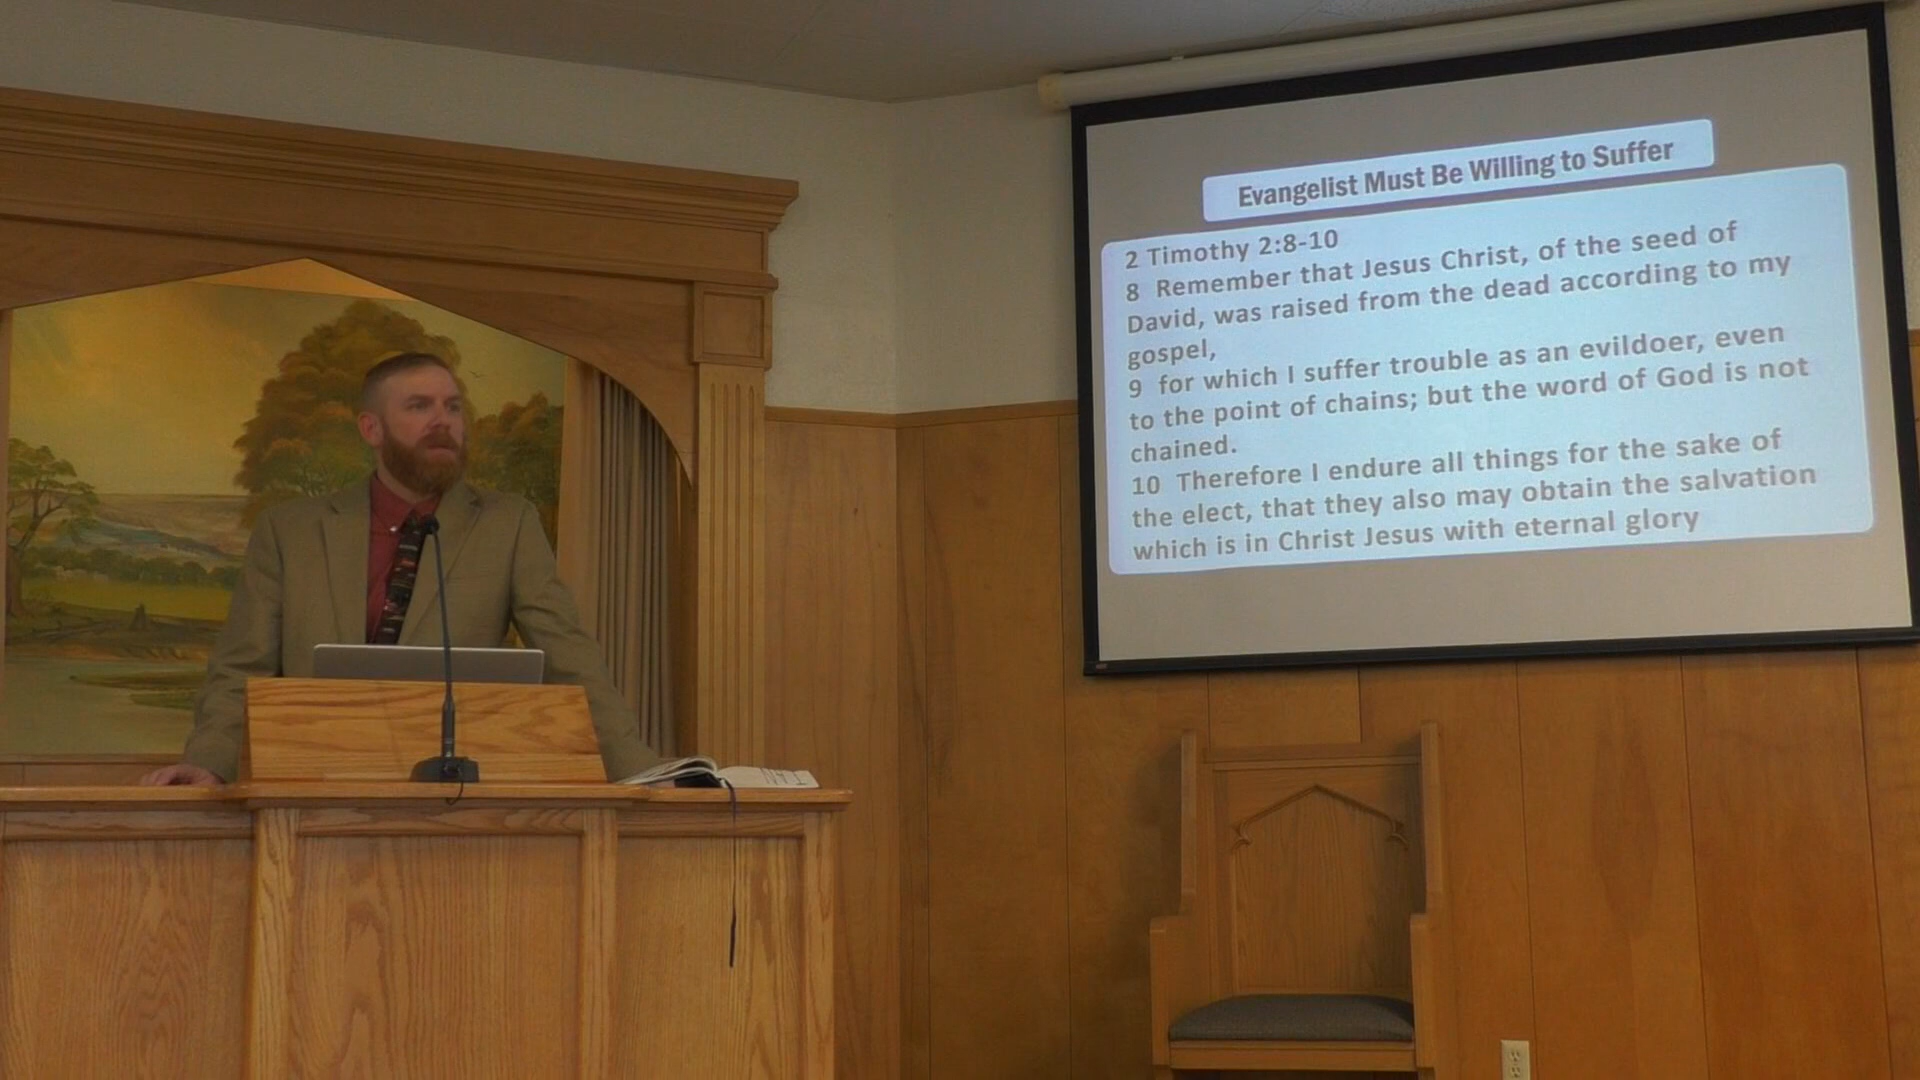 Evangelist Must Be Willing to Suffer
2 Timothy 2:8-10
8 Remember that Jesus Christ, of the seed of
David, was raised from the dead according to my
gospel,
9 for which I suffer trouble as an evildoer, even
to the point of chains; but the word of God is not
chained.
10 Therefore I endure all things for the sake of
the elect, that they also may obtain the salvation
which is in Christ Jesus with eternal glory